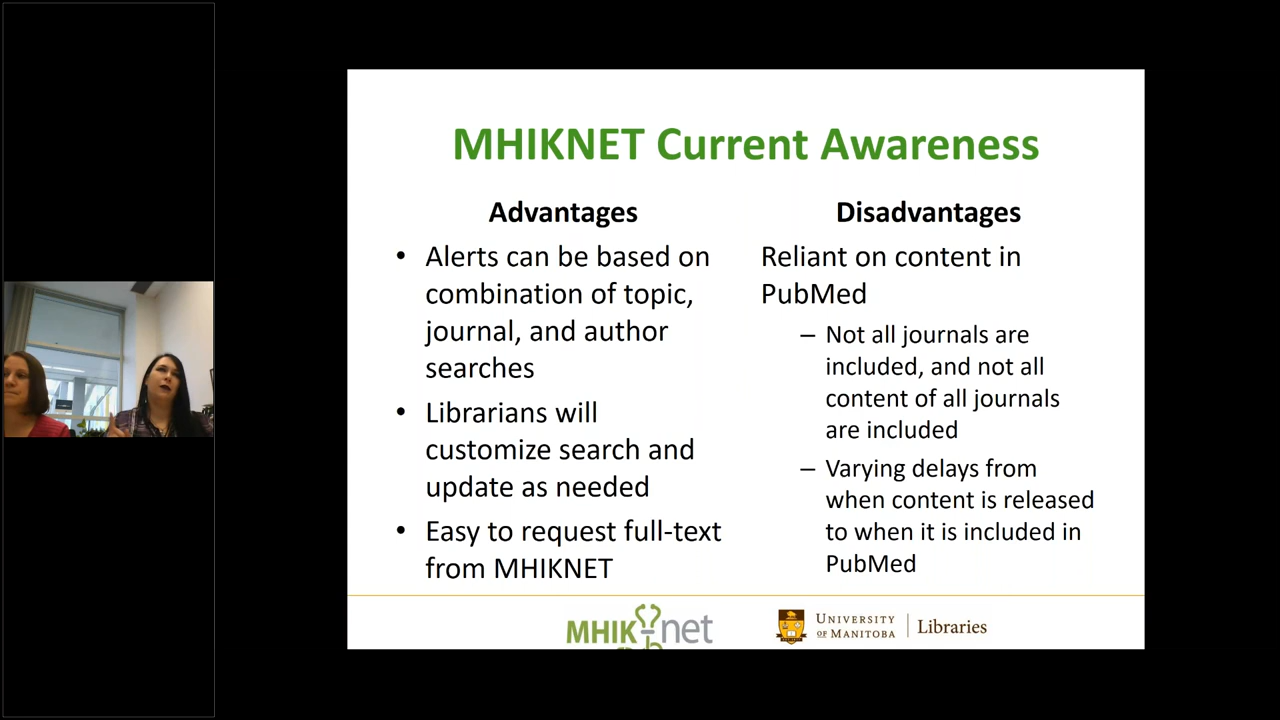 MHIKNET Current Awareness
Advantages
• Alerts can be based on
combination of topic,
journal, and author
searches
• Librarians will
customize search and
update as needed
• Easy to request full-text
from MHIKNET
Disadvantages
Reliant on content in
PubMed
– Not all journals are
included, and not all
content of all journals
are included
– Varying delays from
when content is released
to when it is included in
PubMed
MHIK net
UNIVERSITY
OF MANITOBA
Libraries